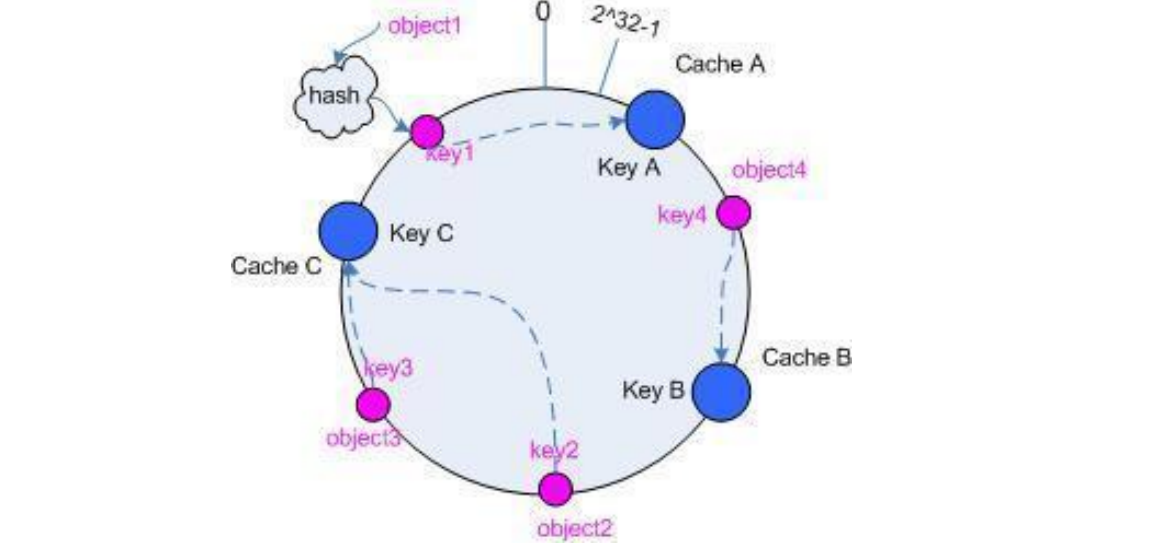 0
2^32-1
object1
Cache A
hash
key1
Key A
object4
key4
Key C
Cache C
Cache B
key3
Key B
object3
key2
object2